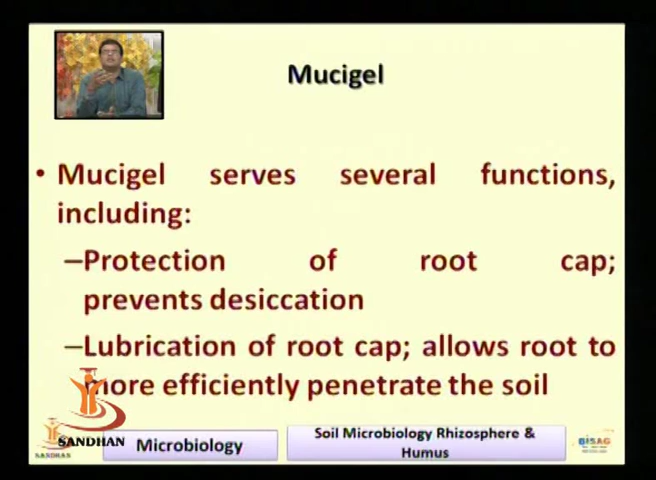 Mucigel
• Mucigel serves several functions,
including:
–Protection of root cap;
prevents desiccation
–Lubrication of root cap; allows root to
more efficiently penetrate the soil
SANDHAN
SANDHAN
Microbiology
Soil Microbiology Rhizosphere &
Humus
BISAG